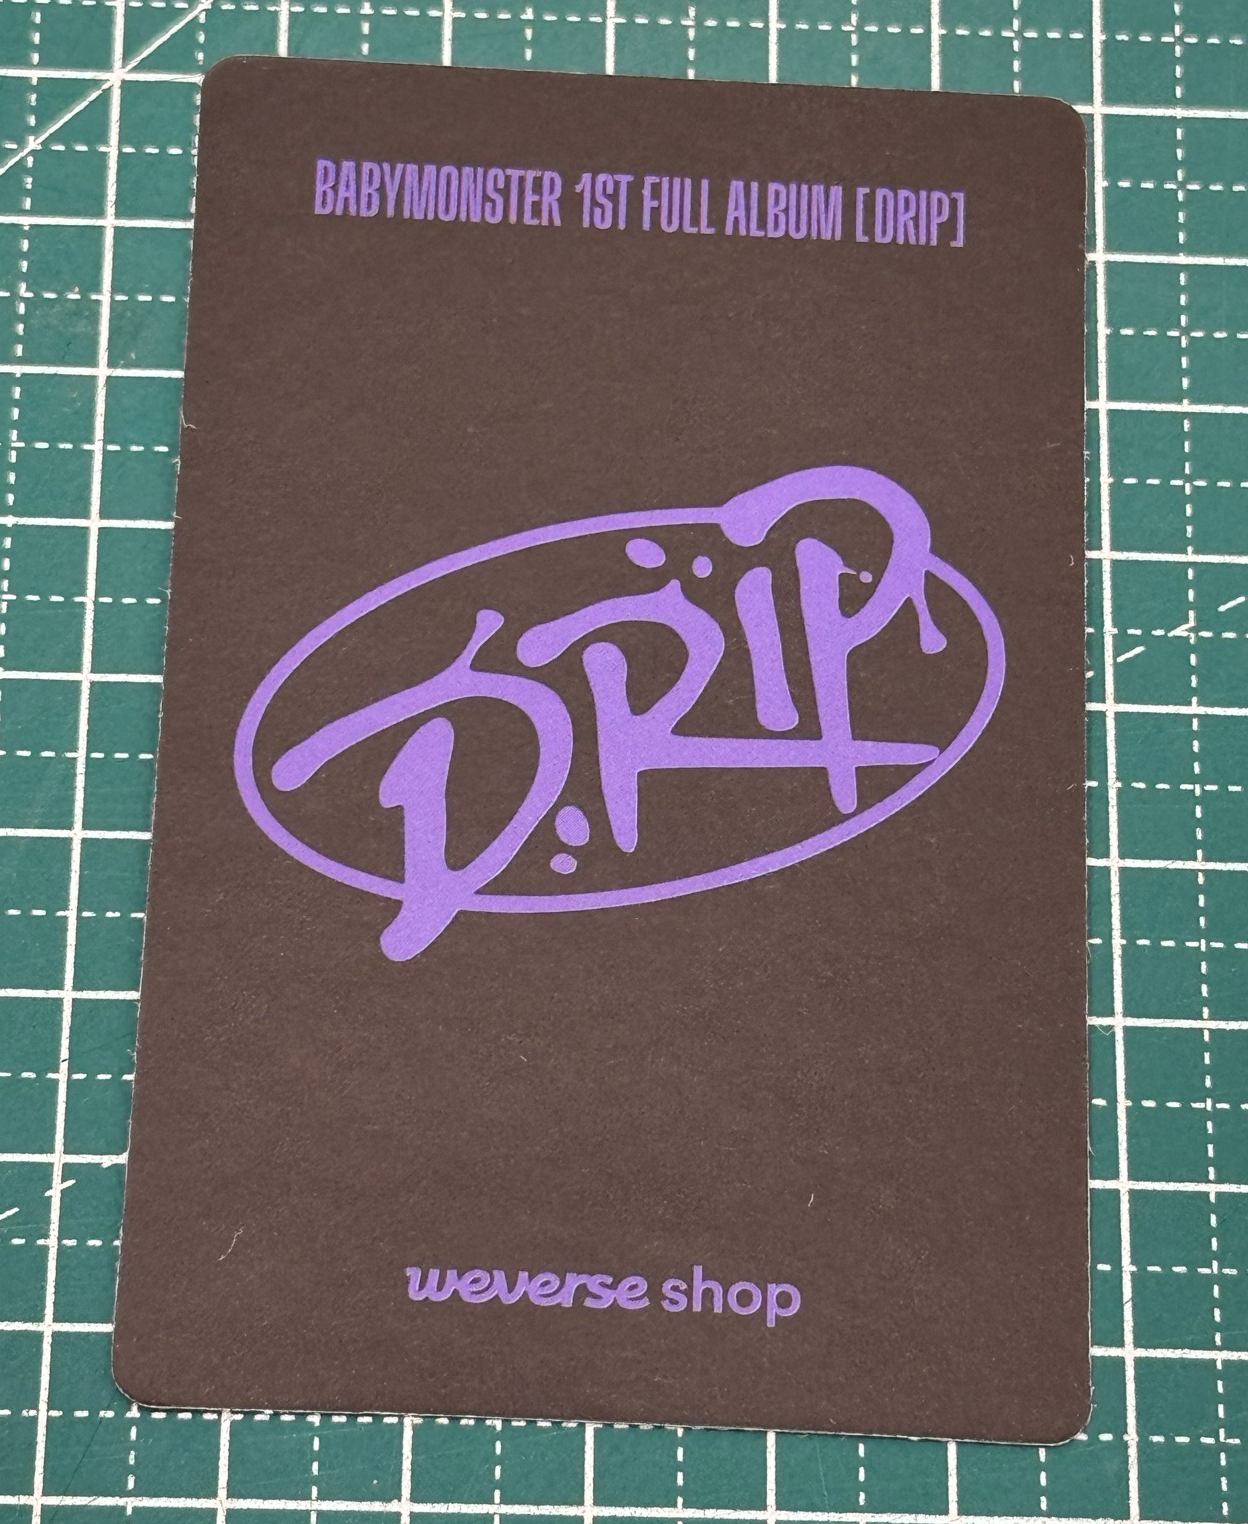 BABYMONSTER 1ST FULL ALBUM [DRIP]
DRIP
weverse shop